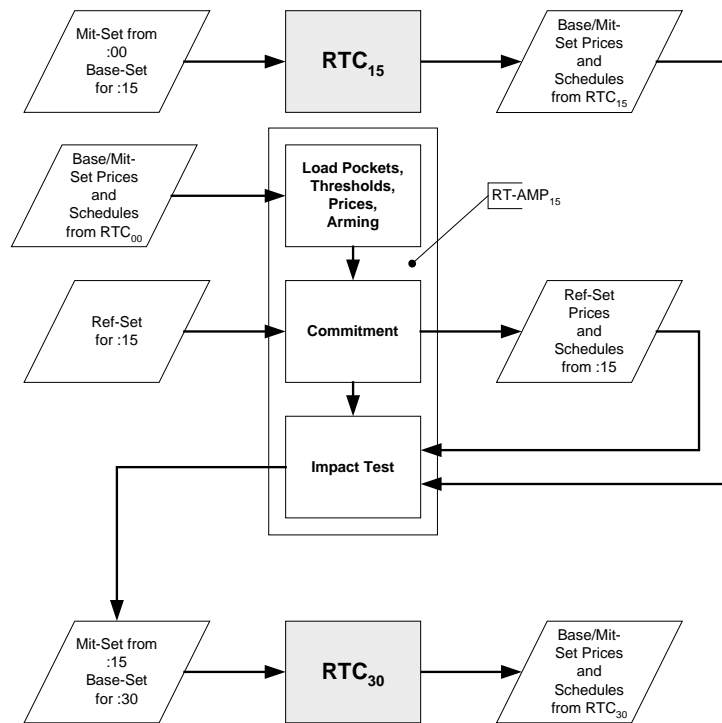 Mit-Set from
:00
Base-Set
for :15
RTC15
Base/Mit-
Set Prices
and
Schedules
from RTC15
Base/Mit-
Set Prices
and
Schedules
from RTC00
Load Pockets,
Thresholds,
Prices,
Arming
RT-AMP15
Ref-Set
for :15
Commitment
Ref-Set
Prices
and
Schedules
from :15
Impact Test
Mit-Set from
:15
Base-Set
for :30
RTC30
Base/Mit-
Set Prices
and
Schedules
from RTC30